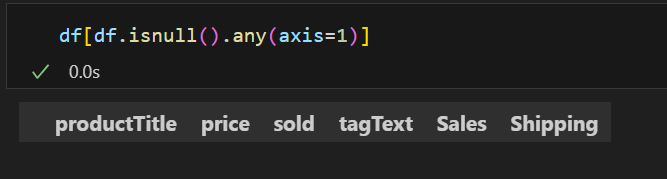 df[df.isnull().any(axis=1)]
0.0s
productTitle price sold tagText Sales Shipping